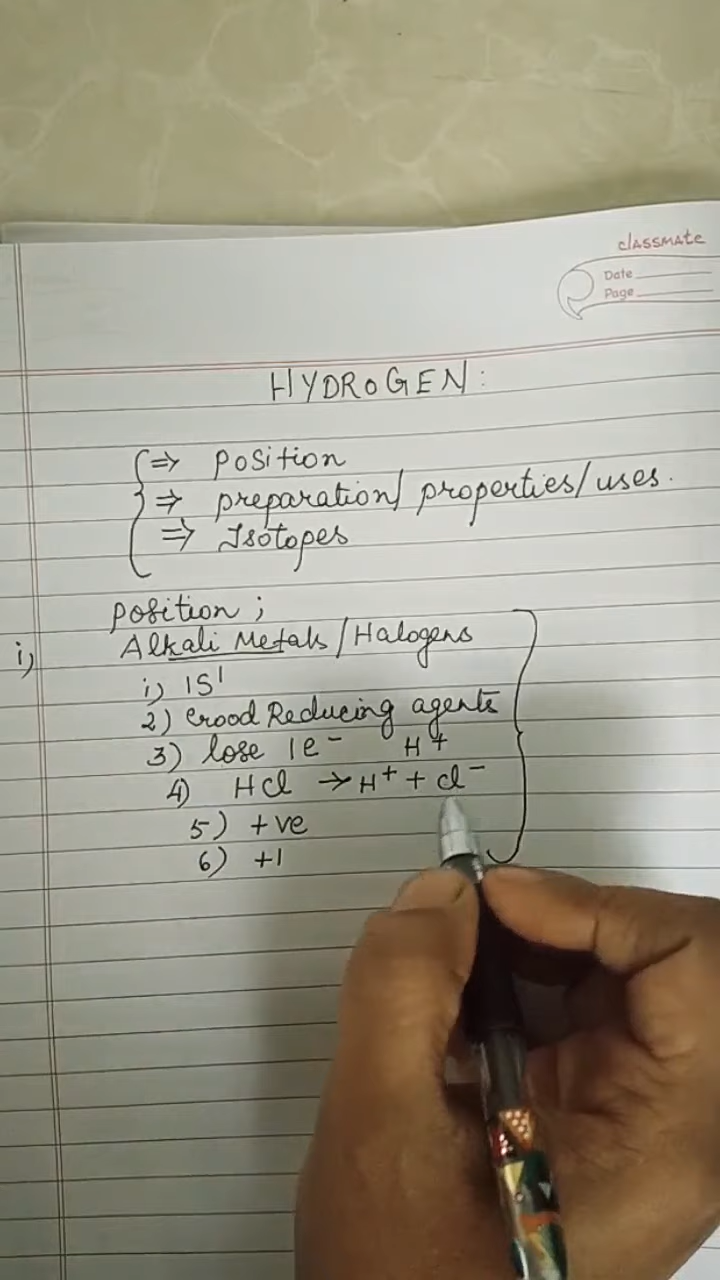 classmate
Date
Page
HYDROGEN:
⇒ Position
⇒ preparation/ properties/uses.
⇒ Isotopes
Position ;
i) Alkali Metals/Halogens
i) 1S¹
2) Good Reducing agents
3) lose 1e⁻ H⁺
4) HCl → H⁺ + Cl⁻
5) +ve
6) +1